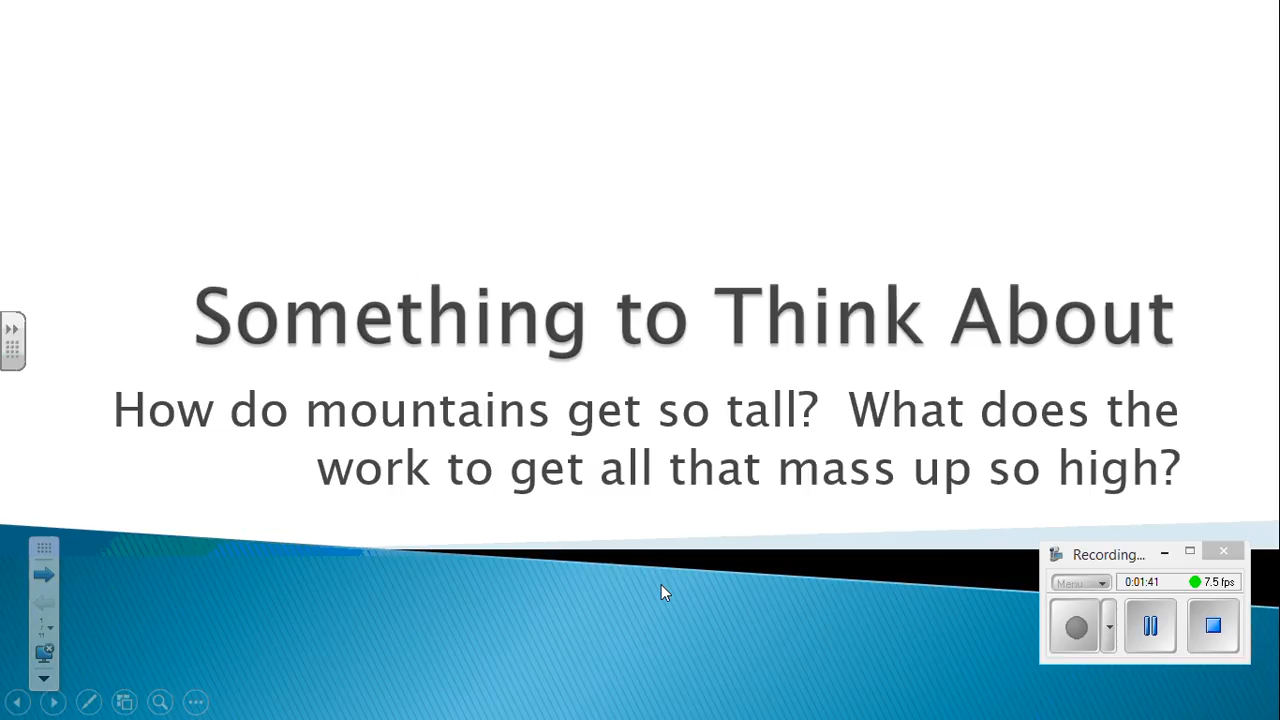 Something to Think About
How do mountains get so tall?  What does the
work to get all that mass up so high?
Recording...
Menu
0:01:41
7.5 fps